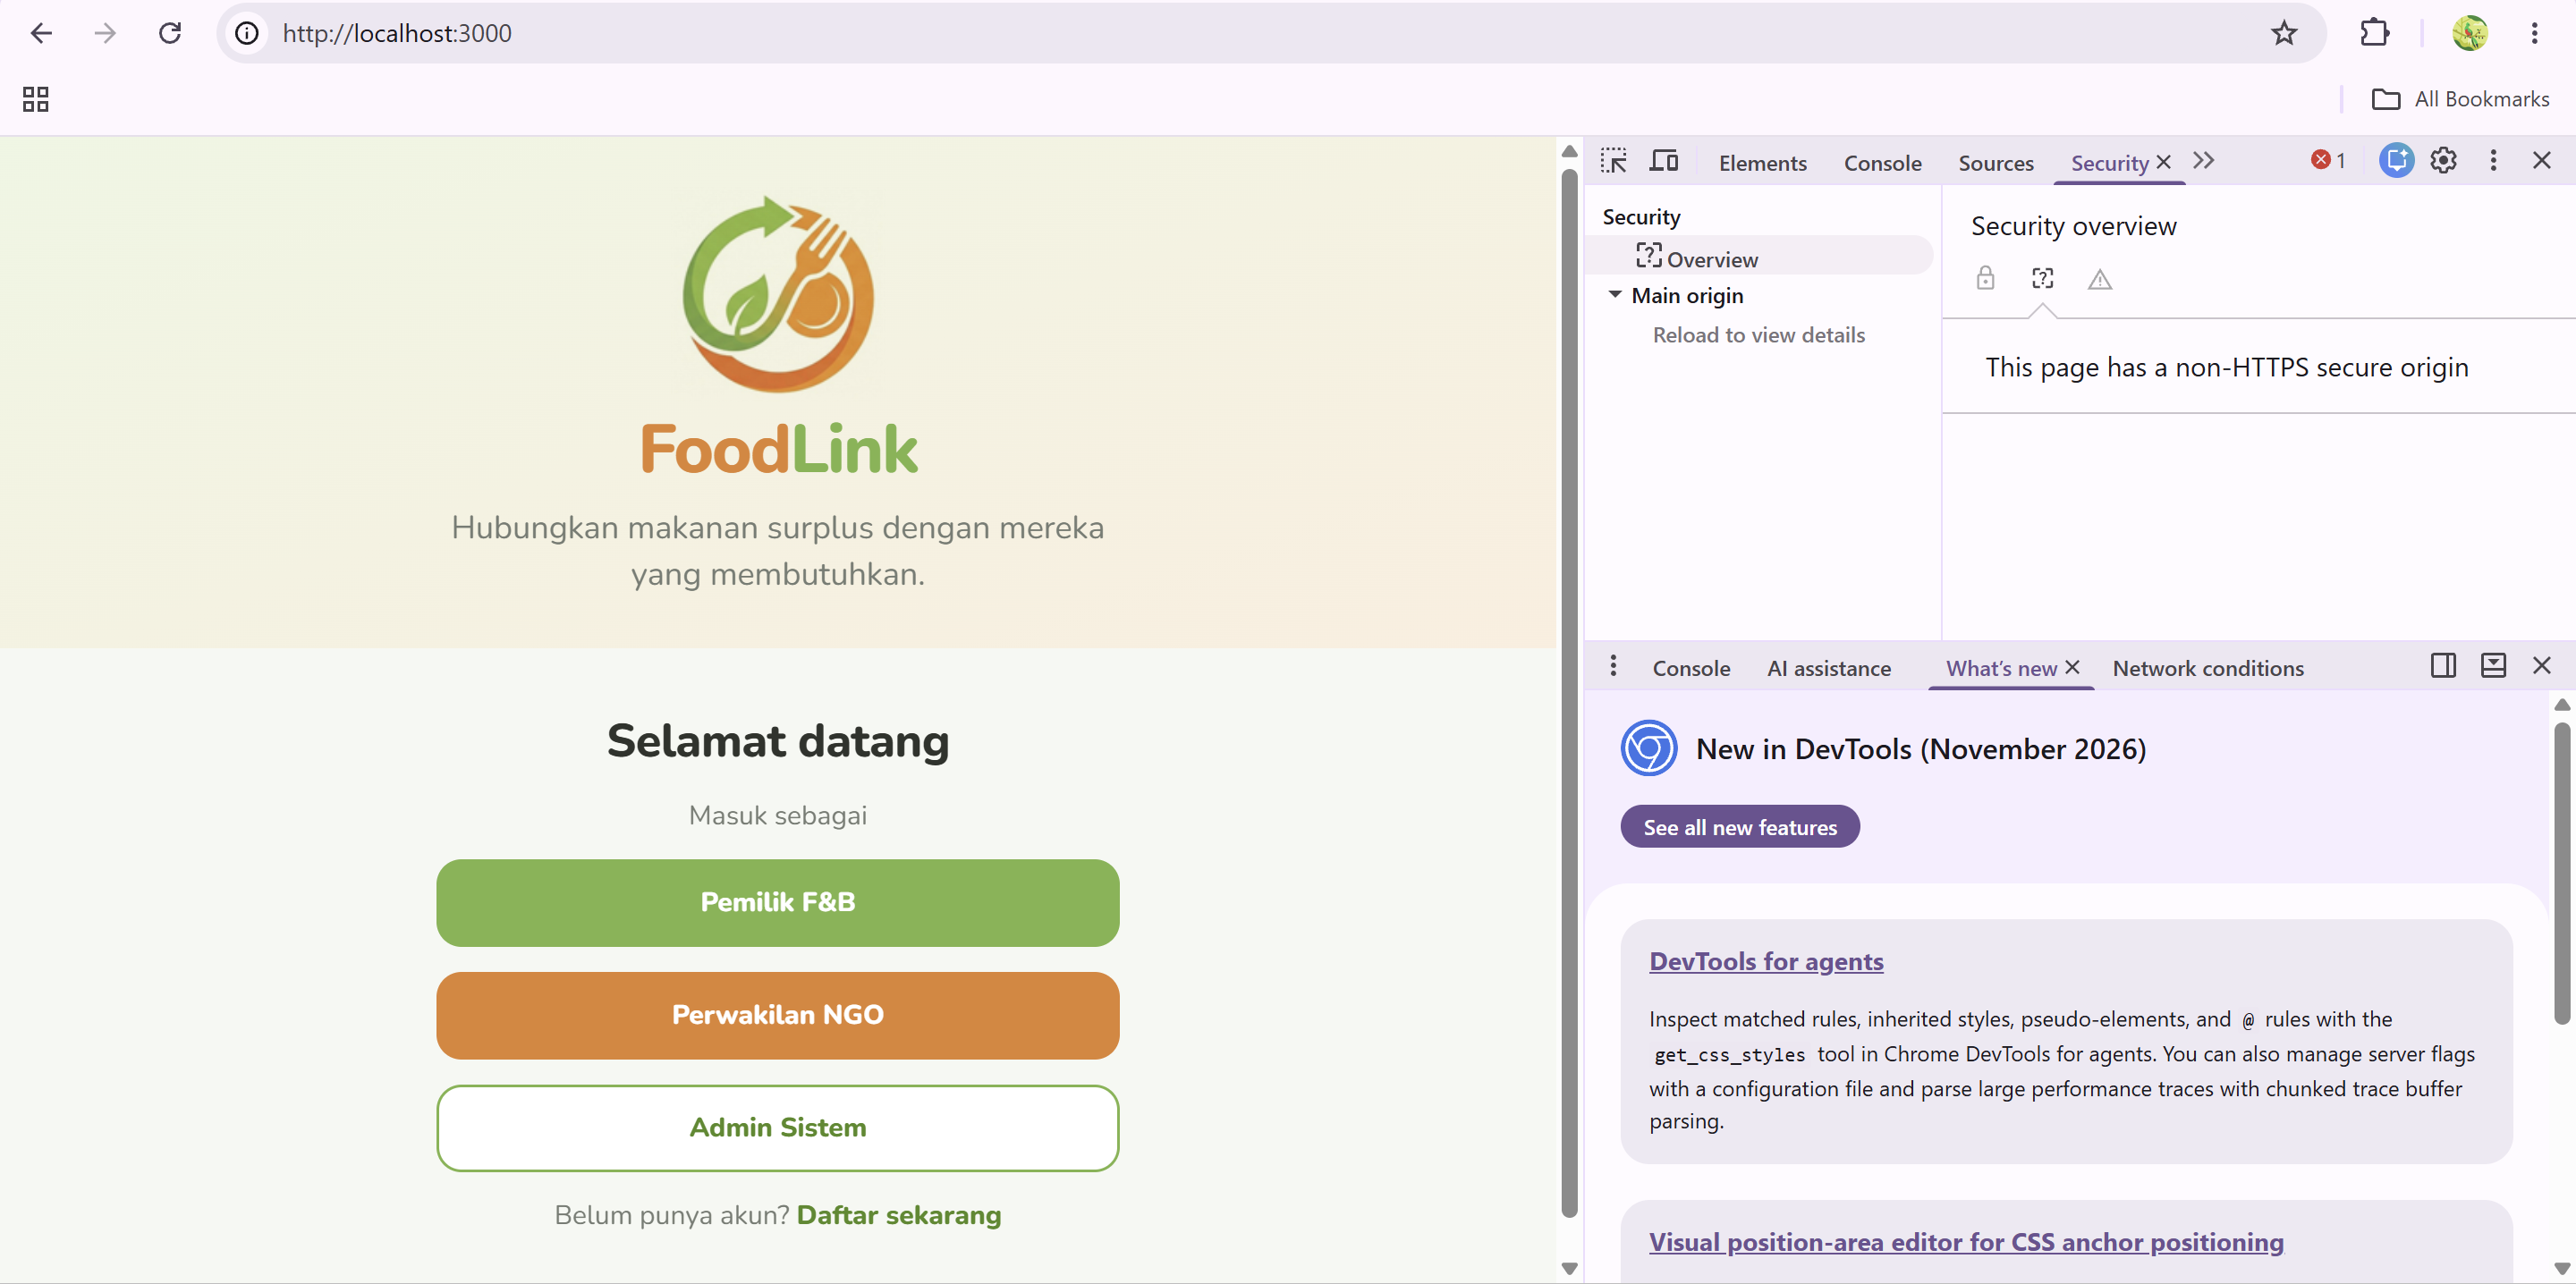 http://localhost:3000
All Bookmarks
FoodLink
Hubungkan makanan surplus dengan mereka
yang membutuhkan.
Selamat datang
Masuk sebagai
Pemilik F&B
Perwakilan NGO
Admin Sistem
Belum punya akun? Daftar sekarang
Elements Console Sources Security 1
Security
Overview
Main origin
Reload to view details
Security overview
This page has a non-HTTPS secure origin
Console AI assistance What's new Network conditions
New in DevTools (November 2026)
See all new features
DevTools for agents
Inspect matched rules, inherited styles, pseudo-elements, and @ rules with the
get_css_styles tool in Chrome DevTools for agents. You can also manage server flags
with a configuration file and parse large performance traces with chunked trace buffer
parsing.
Visual position-area editor for CSS anchor positioning